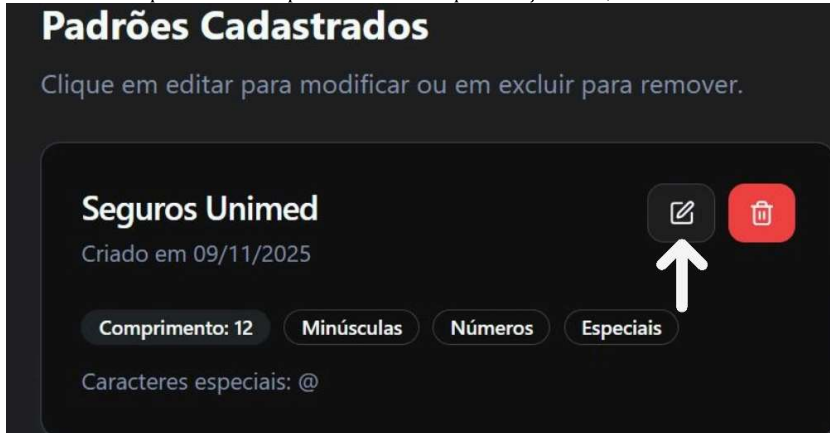 Padrões Cadastrados
Clique em editar para modificar ou em excluir para remover.
Seguros Unimed
Criado em 09/11/2025
Comprimento: 12 Minúsculas Números Especiais
Caracteres especiais: @